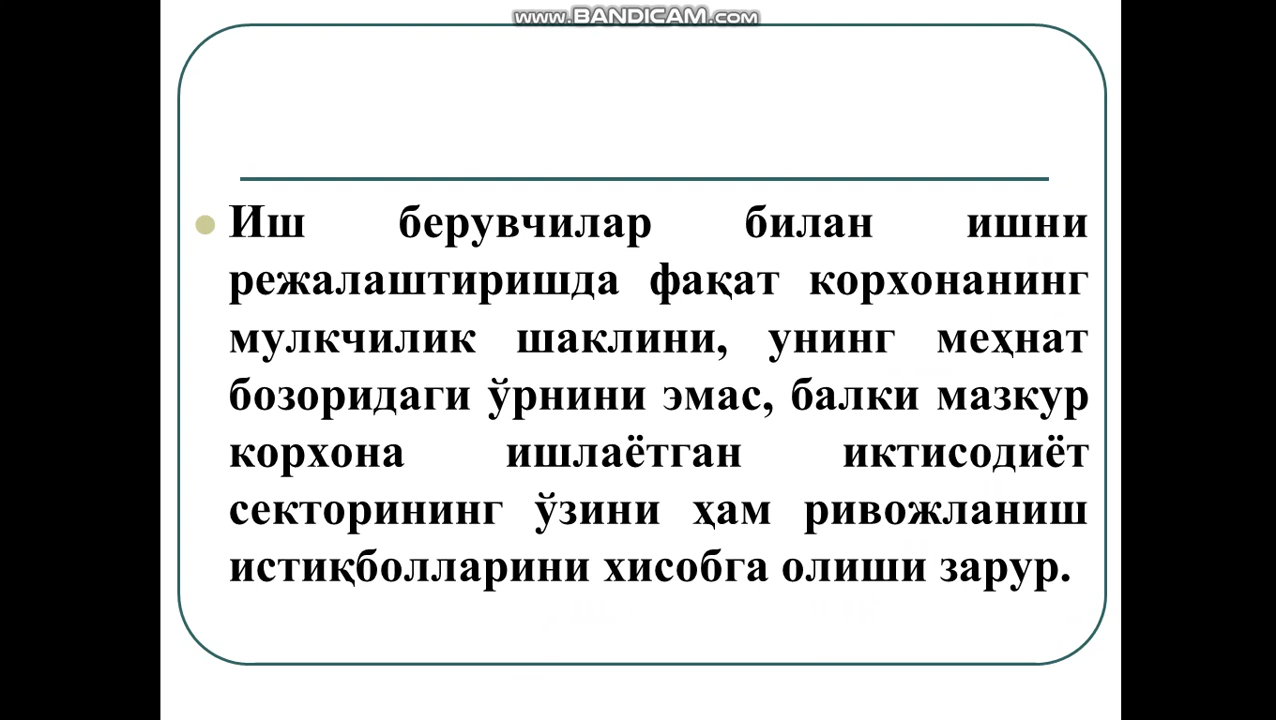 www.BANDICAM.com
Иш берувчилар билан ишни
режалаштиришда фақат корхонанинг
мулкчилик шаклини, унинг меҳнат
бозоридаги ўрнини эмас, балки мазкур
корхона ишлаётган иктисодиёт
секторининг ўзини ҳам ривожланиш
истиқболларини хисобга олиши зарур.